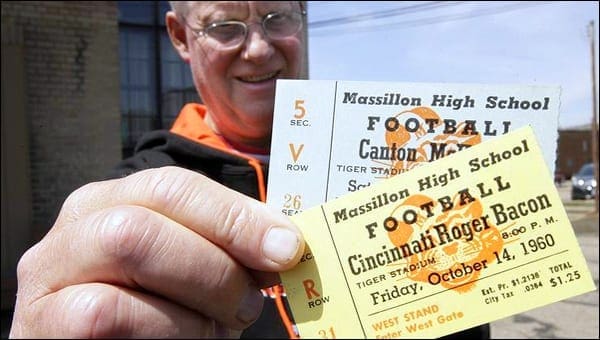 5
SEC.
V
ROW
26
SEAT
Massillon High School
FOOTBALL
Canton
TIGER STADIUM
Massillon High School
FOOTBALL
Cincinnati Roger Bacon
TIGER STADIUM 8:00 P.M.
Friday, October 14, 1960
WEST STAND
Enter West Gate
Est. Pr. $1.2136 TOTAL
City Tax .0364 $1.25
R
ROW